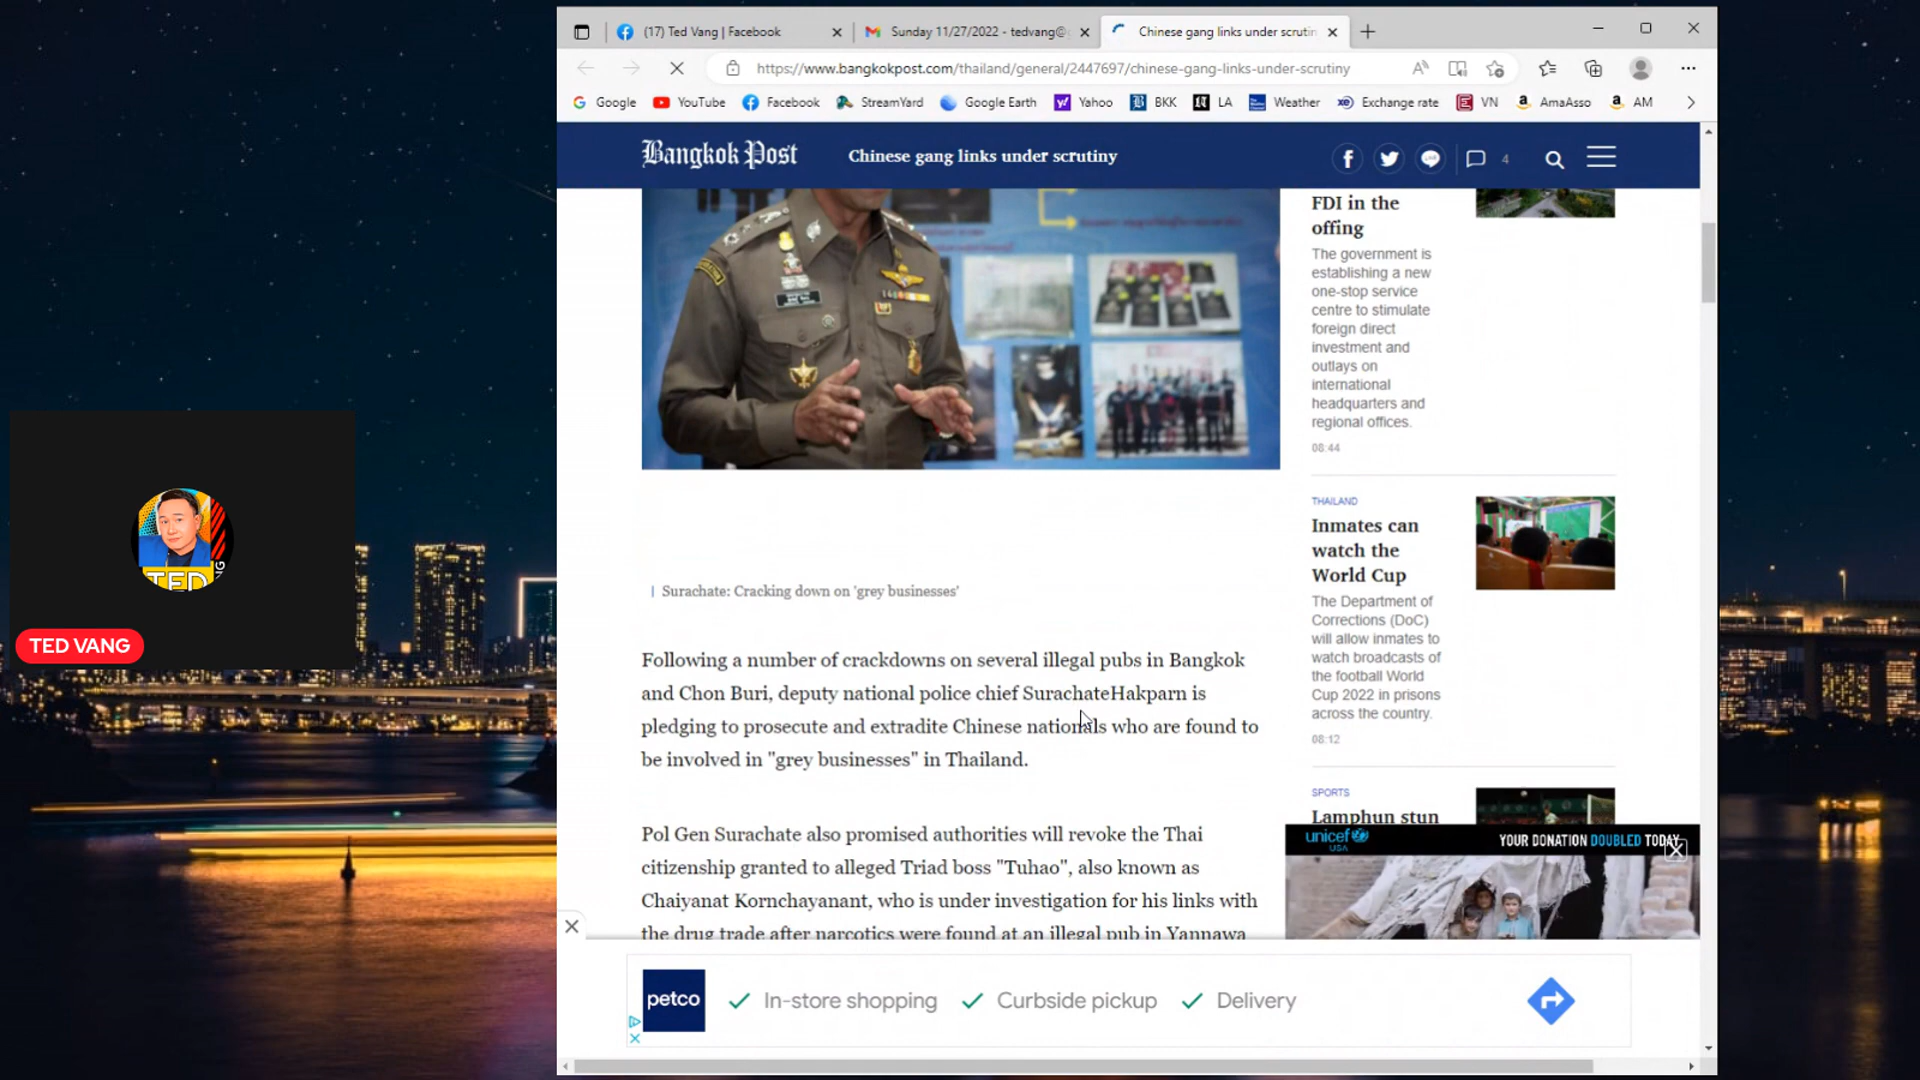 (17) Ted Vang | Facebook
Sunday 11/27/2022 - tedvang@
Chinese gang links under scrutin
https://www.bangkokpost.com/thailand/general/2447697/chinese-gang-links-under-scrutiny
Google
YouTube
Facebook
StreamYard
Google Earth
Yahoo
BKK
LA
Weather
Exchange rate
VN
AmaAsso
AM
Bangkok Post
Chinese gang links under scrutiny
4
FDI in the
offing
The government is
establishing a new
one-stop service
centre to stimulate
foreign direct
investment and
outlays on
international
headquarters and
regional offices.
08:44
THAILAND
Inmates can
watch the
World Cup
The Department of
Corrections (DoC)
will allow inmates to
watch broadcasts of
the football World
Cup 2022 in prisons
across the country.
08:12
SPORTS
Lamphun stun
Surachate: Cracking down on 'grey businesses'
Following a number of crackdowns on several illegal pubs in Bangkok
and Chon Buri, deputy national police chief SurachateHakparn is
pledging to prosecute and extradite Chinese nationals who are found to
be involved in "grey businesses" in Thailand.
Pol Gen Surachate also promised authorities will revoke the Thai
citizenship granted to alleged Triad boss "Tuhao", also known as
Chaiyanat Kornchayanant, who is under investigation for his links with
the drug trade after narcotics were found at an illegal pub in Yannawa
unicef USA
YOUR DONATION DOUBLED TODAY
petco
In-store shopping
Curbside pickup
Delivery
TED
TED VANG